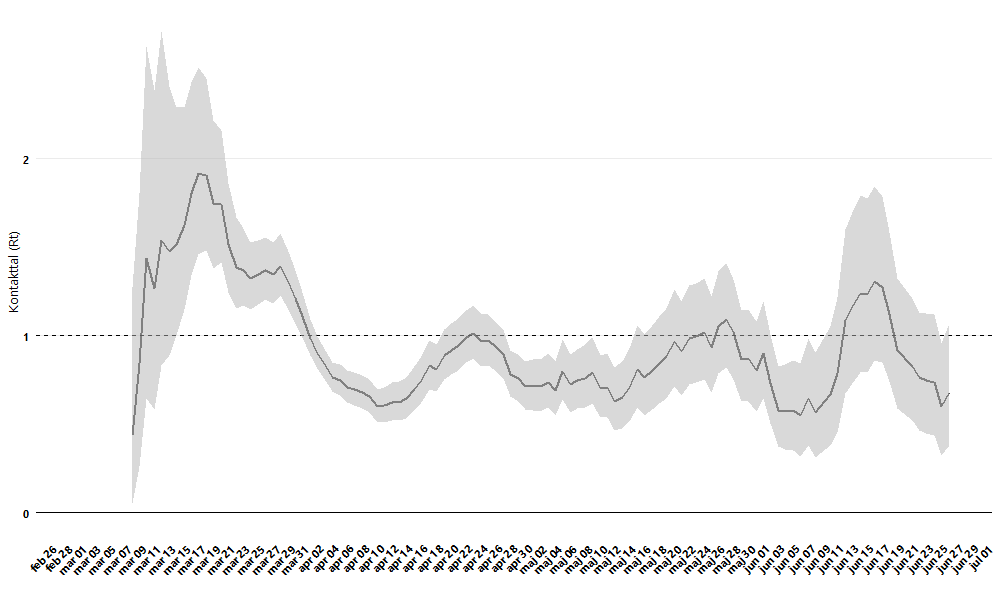 2
Kontakttal (Rt)
1
0
feb 26
feb 28
mar 01
mar 03
mar 05
mar 07
mar 09
mar 11
mar 13
mar 15
mar 17
mar 19
mar 21
mar 23
mar 25
mar 27
mar 29
mar 31
apr 02
apr 04
apr 06
apr 08
apr 10
apr 12
apr 14
apr 16
apr 18
apr 20
apr 22
apr 24
apr 26
apr 28
apr 30
maj 02
maj 04
maj 06
maj 08
maj 10
maj 12
maj 14
maj 16
maj 18
maj 20
maj 22
maj 24
maj 26
maj 28
maj 30
jun 01
jun 03
jun 05
jun 07
jun 09
jun 11
jun 13
jun 15
jun 17
jun 19
jun 21
jun 23
jun 25
jun 27
jun 29
jul 01